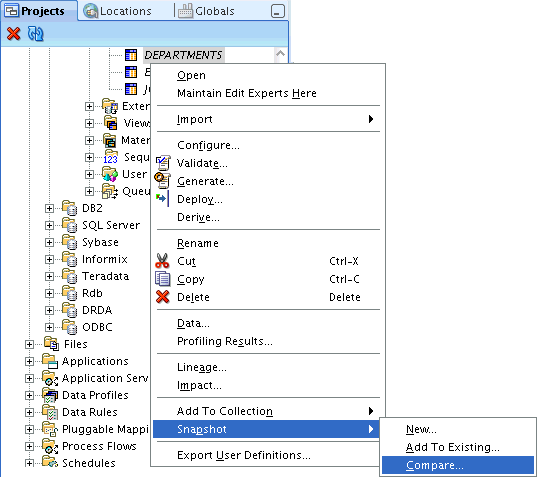 Projects
Locations
Globals
DEPARTMENTS
Open
Maintain Edit Experts Here
Import
Configure...
Validate...
Generate...
Deploy...
Derive...
Rename
Cut Ctrl-X
Copy Ctrl-C
Delete Delete
Data...
Profiling Results...
Lineage...
Impact...
Add To Collection
Snapshot
Export User Definitions...
New...
Add To Existing...
Compare...
E
J
Exter
Views
Mater
123 Sequ
User
Queu
DB2
SQL Server
Sybase
Informix
Teradata
Rdb
DRDA
ODBC
Files
Applications
Application Serv
Data Profiles
Data Rules
Pluggable Mappi
Process Flows
Schedules